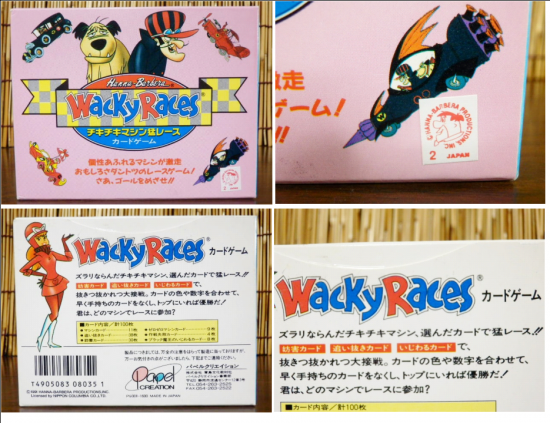 Hanna-Barbera
Wacky Races
チキチキマシン猛レース
カードゲーム
個性あふれるマシンが激走
おもしろさダントツのレースゲーム!
さあ、ゴールをめざせ!!
激走
ゲーム!
!!
©HANNA-BARBERA PRODUCTIONS, INC.
2
JAPAN
Wacky Races®
カードゲーム
ズラリならんだチキチキマシン、選んだカードで猛レース!!
妨害カード 追い抜きカード いじわるカード で、
抜きつ抜かれつ大接戦。カードの色や数字を合わせて、
早く手持ちのカードをなくし、トップにいれば優勝だ!
君は、どのマシンでレースに参加?
■カード内容/計100枚
T4905083 080351
Papel
CREATION
パーペルクリエイション
Wacky Races®
カードゲーム
ズラリならんだチキチキマシン、選んだカードで猛レース!!
妨害カード 追い抜きカード いじわるカード で、
抜きつ抜かれつ大接戦。カードの色や数字を合わせて、
早く手持ちのカードをなくし、トップにいれば優勝だ!
君は、どのマシンでレースに参加?
■カード内容/計100枚